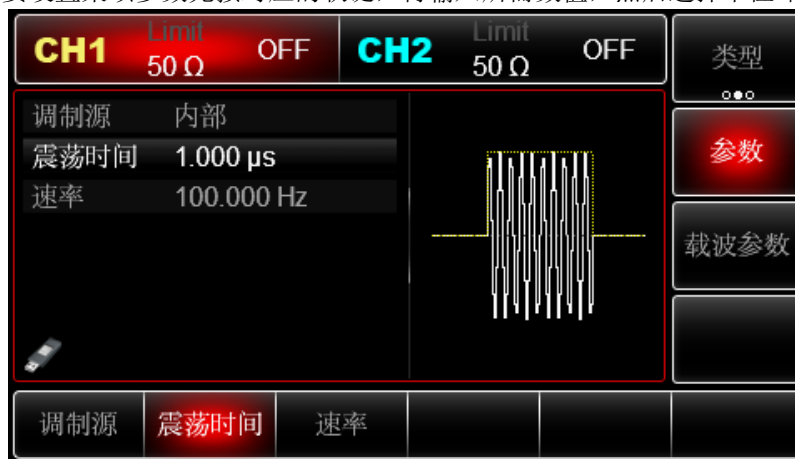 CH1 Limit 50 Ω OFF
CH2 Limit 50 Ω OFF
类型
调制源 内部
震荡时间 1.000 µs
速率 100.000 Hz
参数
载波参数
调制源 震荡时间 速率